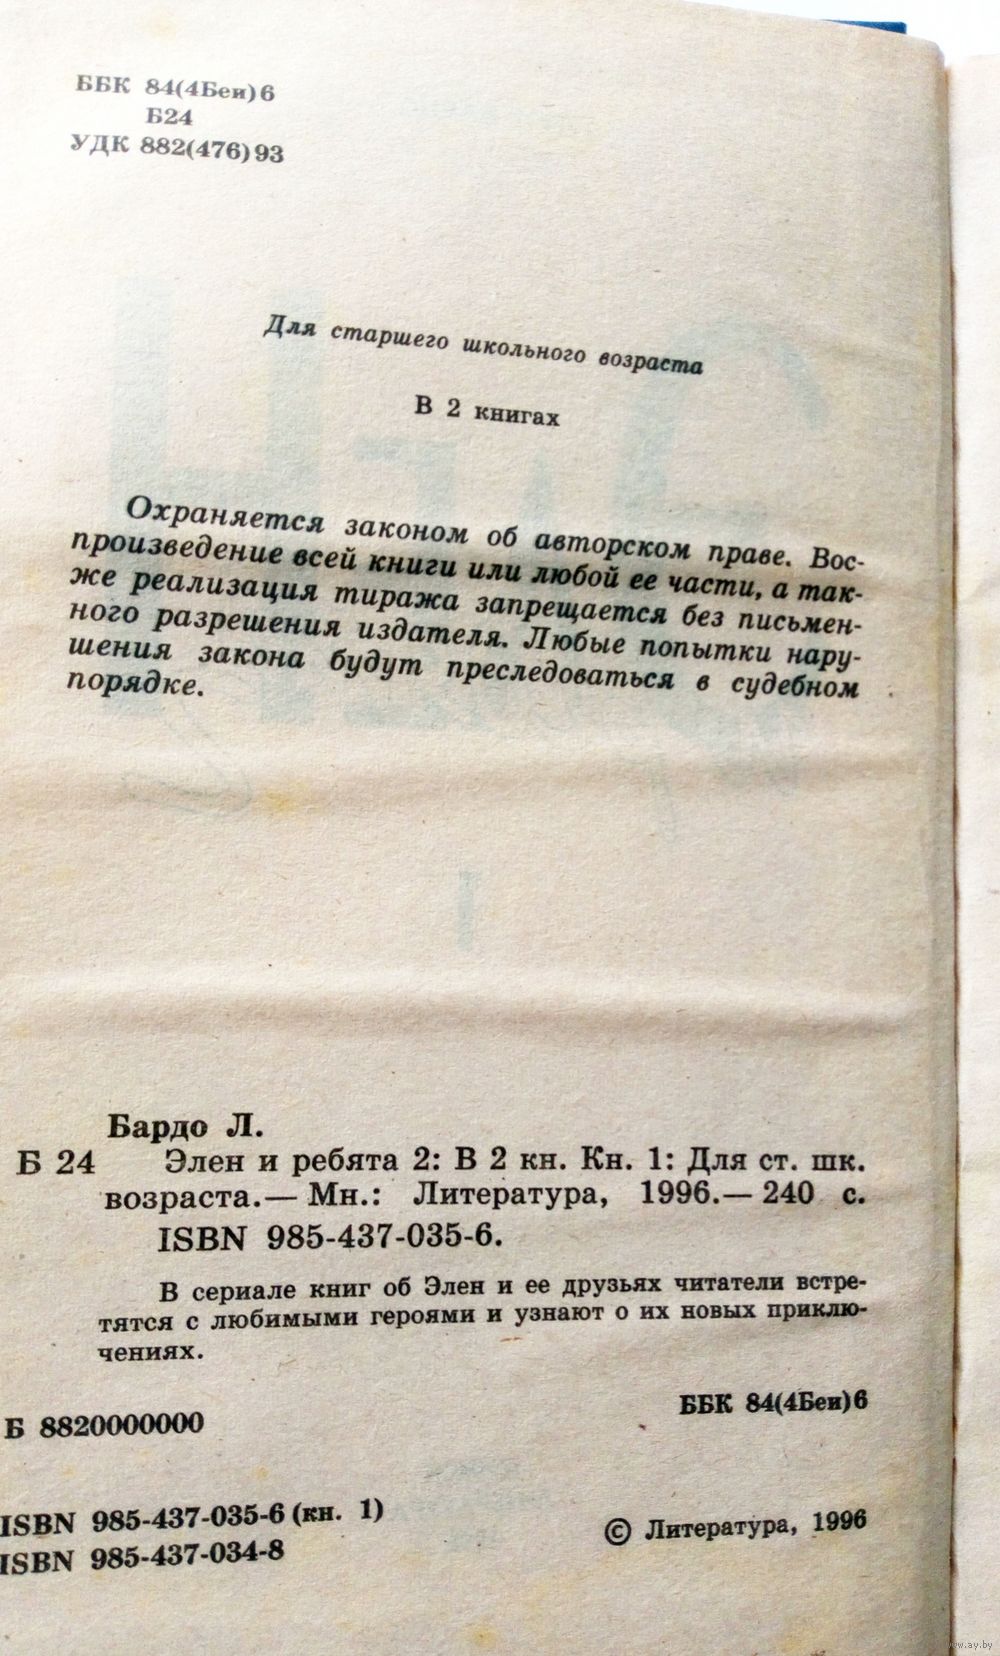 ББК 84(4Беи)6
Б24
УДК 882(476)93
Для старшего школьного возраста
В 2 книгах
Охраняется законом об авторском праве. Вос-
произведение всей книги или любой ее части, а так-
же реализация тиража запрещается без письмен-
ного разрешения издателя. Любые попытки нару-
шения закона будут преследоваться в судебном
порядке.
Бардо Л.
Б 24 Элен и ребята 2: В 2 кн. Кн. 1: Для ст. шк.
возраста.— Мн.: Литература, 1996.— 240 с.
ISBN 985-437-035-6.
В сериале книг об Элен и ее друзьях читатели встре-
тятся с любимыми героями и узнают о их новых приклю-
чениях.
ББК 84(4Беи)6
Б 8820000000
ISBN 985-437-035-6 (кн. 1)
ISBN 985-437-034-8
© Литература, 1996
www.ay.by